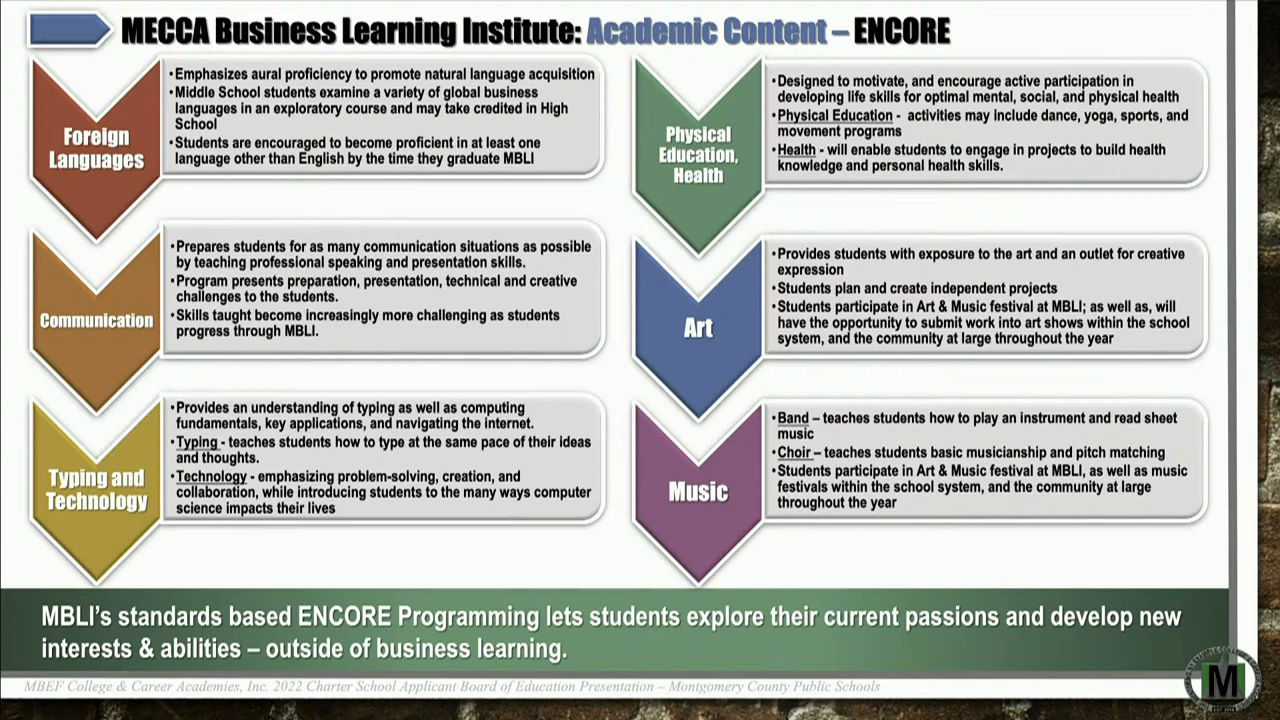 MECCA Business Learning Institute: Academic Content – ENCORE
Foreign
Languages
•Emphasizes aural proficiency to promote natural language acquisition
•Middle School students examine a variety of global business
languages in an exploratory course and may take credited in High
School
•Students are encouraged to become proficient in at least one
language other than English by the time they graduate MBLI
Communication
•Prepares students for as many communication situations as possible
by teaching professional speaking and presentation skills.
•Program presents preparation, presentation, technical and creative
challenges to the students.
•Skills taught become increasingly more challenging as students
progress through MBLI.
Typing and
Technology
•Provides an understanding of typing as well as computing
fundamentals, key applications, and navigating the internet.
•Typing - teaches students how to type at the same pace of their ideas
and thoughts.
•Technology - emphasizing problem-solving, creation, and
collaboration, while introducing students to the many ways computer
science impacts their lives
Physical
Education,
Health
•Designed to motivate, and encourage active participation in
developing life skills for optimal mental, social, and physical health
•Physical Education - activities may include dance, yoga, sports, and
movement programs
•Health - will enable students to engage in projects to build health
knowledge and personal health skills.
Art
•Provides students with exposure to the art and an outlet for creative
expression
•Students plan and create independent projects
•Students participate in Art & Music festival at MBLI; as well as, will
have the opportunity to submit work into art shows within the school
system, and the community at large throughout the year
Music
•Band – teaches students how to play an instrument and read sheet
music
•Choir – teaches students basic musicianship and pitch matching
•Students participate in Art & Music festival at MBLI, as well as music
festivals within the school system, and the community at large
throughout the year
MBLI's standards based ENCORE Programming lets students explore their current passions and develop new
interests & abilities – outside of business learning.
MBEF College & Career Academies, Inc. 2022 Charter School Applicant Board of Education Presentation – Montgomery County Public Schools
M